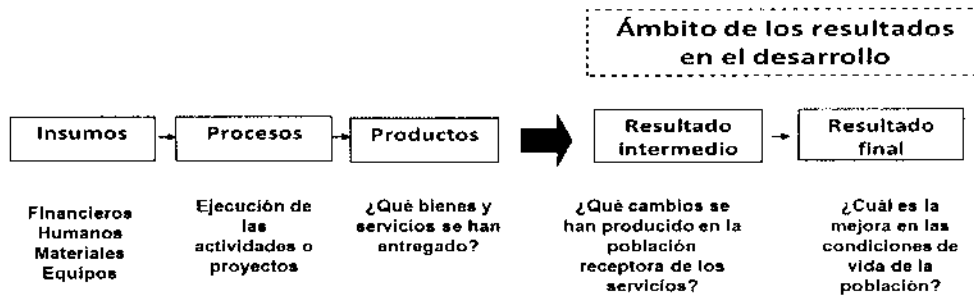 Ámbito de los resultados
en el desarrollo
Insumos
Procesos
Productos
Resultado
intermedio
Resultado
final
Financieros
Humanos
Materiales
Equipos
Ejecución de
las
actividades o
proyectos
¿Qué bienes y
servicios se han
entregado?
¿Qué cambios se
han producido en la
población
receptora de los
servicios?
¿Cuál es la
mejora en las
condiciones de
vida de la
población?